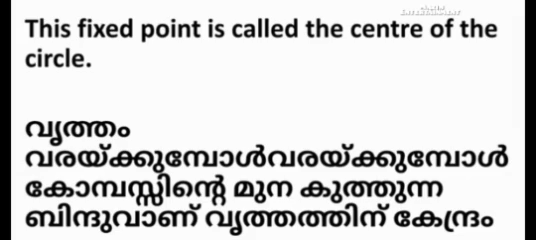 This fixed point is called the centre of the
circle.
വൃത്തം
വരയ്ക്കുമ്പോൾവരയ്ക്കുമ്പോൾ
കോമ്പസ്സിന്റെ മുന കുത്തുന്ന
ബിന്ദുവാണ് വൃത്തത്തിന് കേന്ദ്രം